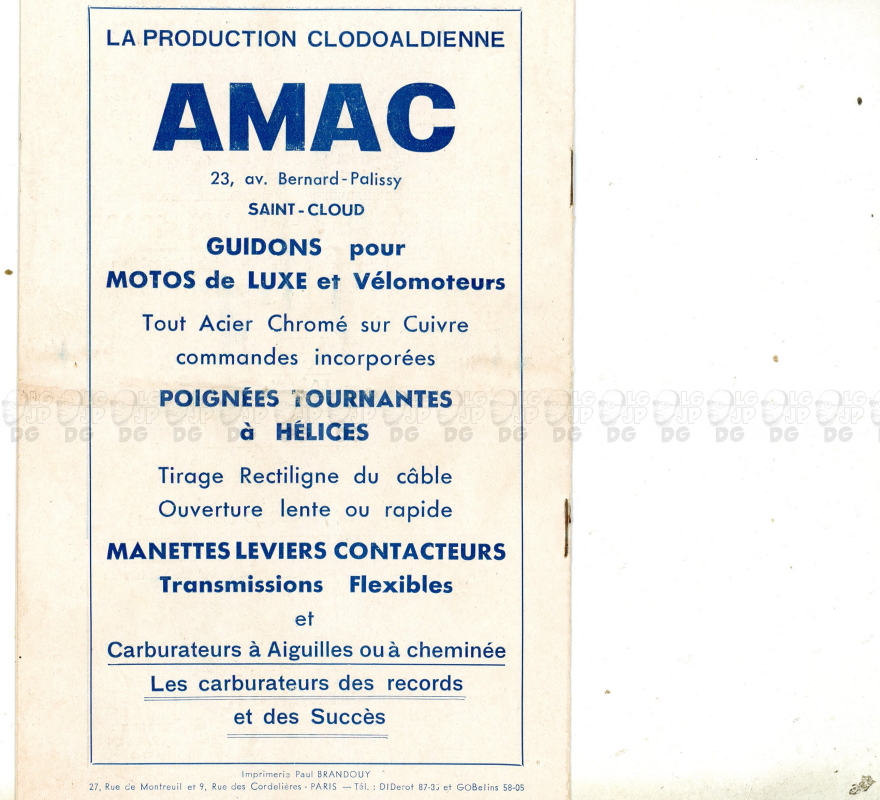 LA PRODUCTION CLODOALDIENNE
AMAC
23, av. Bernard-Palissy
SAINT-CLOUD
GUIDONS pour
MOTOS de LUXE et Vélomoteurs
Tout Acier Chromé sur Cuivre
commandes incorporées
POIGNÉES TOURNANTES
à HÉLICES
Tirage Rectiligne du câble
Ouverture lente ou rapide
MANETTES LEVIERS CONTACTEURS
Transmissions Flexibles
et
Carburateurs à Aiguilles ou à cheminée
Les carburateurs des records
et des Succès
Imprimerie Paul BRANDOUY
27, Rue de Montreuil et 9, Rue des Cordelières - PARIS — Tél. : DIDerot et GOBelins 58-05